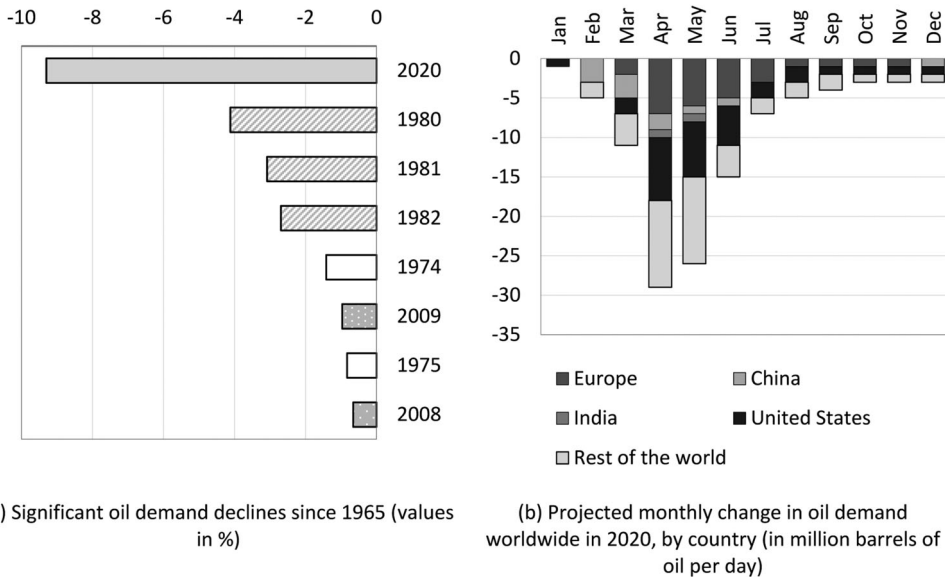 -10 -8 -6 -4 -2 0
2020
1980
1981
1982
1974
2009
1975
2008
) Significant oil demand declines since 1965 (values
in %)
Jan Feb Mar Apr May Jun Jul Aug Sep Oct Nov Dec
0
-5
-10
-15
-20
-25
-30
-35
Europe China
India United States
Rest of the world
(b) Projected monthly change in oil demand
worldwide in 2020, by country (in million barrels of
oil per day)